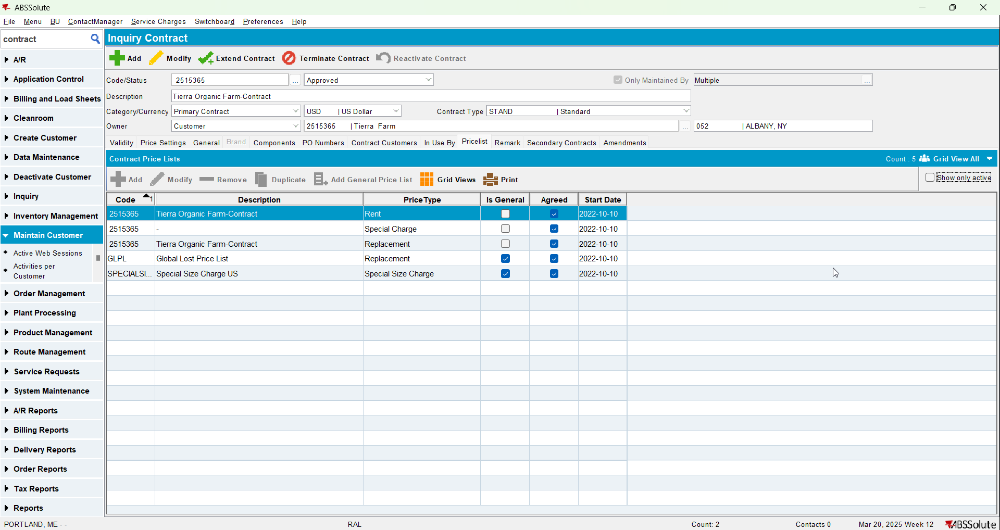 ABSSolute
File Menu BU ContactManager Service Charges Switchboard Preferences Help
contract
Inquiry Contract
Add Modify Extend Contract Terminate Contract Reactivate Contract
Code/Status 2515365 ... Approved Only Maintained By Multiple ...
Description Tierra Organic Farm-Contract
Category/Currency Primary Contract USD | US Dollar Contract Type STAND | Standard
Owner Customer 2515365 | Tierra Farm ... 052 | ALBANY, NY
Validity Price Settings General Brand Components PO Numbers Contract Customers In Use By Pricelist Remark Secondary Contracts Amendments
Contract Price Lists Count : 5 Grid View All
Add Modify Remove Duplicate Add General Price List Grid Views Print Show only active
Code 1 Description PriceType Is General Agreed Start Date
2515365 Tierra Organic Farm-Contract Rent 2022-10-10
2515365 - Special Charge 2022-10-10
2515365 Tierra Organic Farm-Contract Replacement 2022-10-10
GLPL Global Lost Price List Replacement 2022-10-10
SPECIALSI... Special Size Charge US Special Size Charge 2022-10-10
A/R
Application Control
Billing and Load Sheets
Cleanroom
Create Customer
Data Maintenance
Deactivate Customer
Inquiry
Inventory Management
Maintain Customer
Active Web Sessions
Activities per
Customer
Order Management
Plant Processing
Product Management
Route Management
Service Requests
System Maintenance
A/R Reports
Billing Reports
Delivery Reports
Order Reports
Tax Reports
Reports
PORTLAND, ME - - RAL Count: 2 Contacts 0 Mar 20, 2025 Week 12 ABSSolute